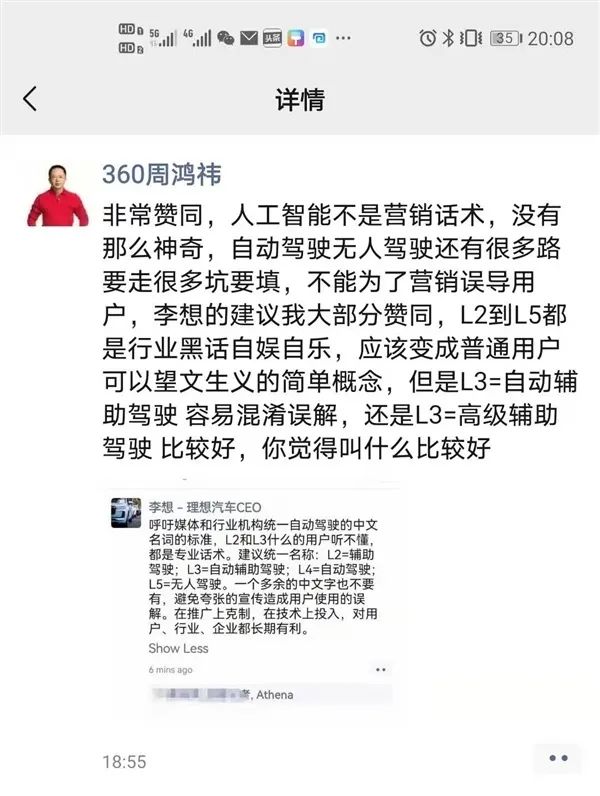 HD 1 5G 4G 头条 35 20:08
HD 2
详情
360周鸿祎
非常赞同，人工智能不是营销话术，没有
那么神奇，自动驾驶无人驾驶还有很多路
要走很多坑要填，不能为了营销误导用
户，李想的建议我大部分赞同，L2到L5都
是行业黑话自娱自乐，应该变成普通用户
可以望文生义的简单概念，但是L3=自动辅
助驾驶 容易混淆误解，还是L3=高级辅助
驾驶 比较好，你觉得叫什么比较好
李想 – 理想汽车CEO
呼吁媒体和行业机构统一自动驾驶的中文
名词的标准，L2和L3什么的用户听不懂，
都是专业话术。建议统一名称：L2=辅助
驾驶；L3=自动辅助驾驶；L4=自动驾驶；
L5=无人驾驶。一个多余的中文字也不要
有，避免夸张的宣传造成用户使用的误
解。在推广上克制，在技术上投入，对用
户、行业、企业都长期有利。
Show Less
6 mins ago
, Athena
18:55